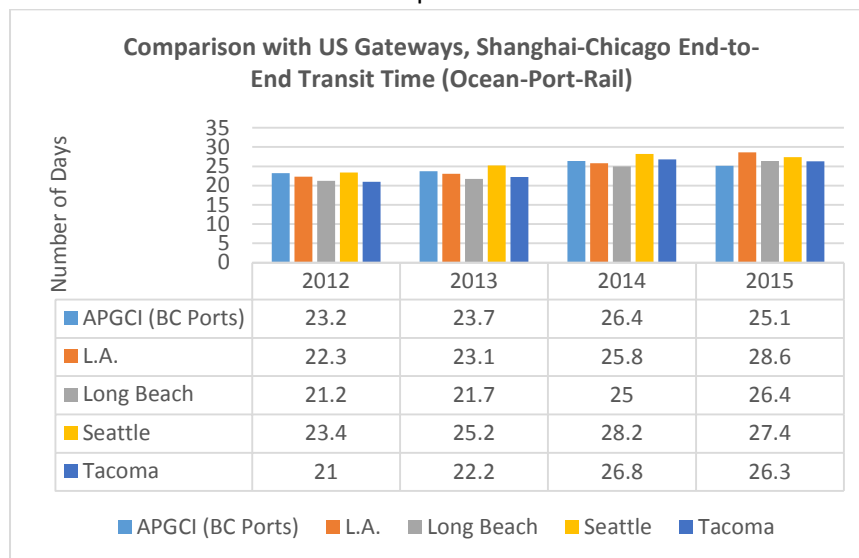 Comparison with US Gateways, Shanghai-Chicago End-to-
End Transit Time (Ocean-Port-Rail)
Number of Days
35
30
25
20
15
10
5
0
2012 2013 2014 2015
APGCI (BC Ports) 23.2 23.7 26.4 25.1
L.A. 22.3 23.1 25.8 28.6
Long Beach 21.2 21.7 25 26.4
Seattle 23.4 25.2 28.2 27.4
Tacoma 21 22.2 26.8 26.3
APGCI (BC Ports) L.A. Long Beach Seattle Tacoma